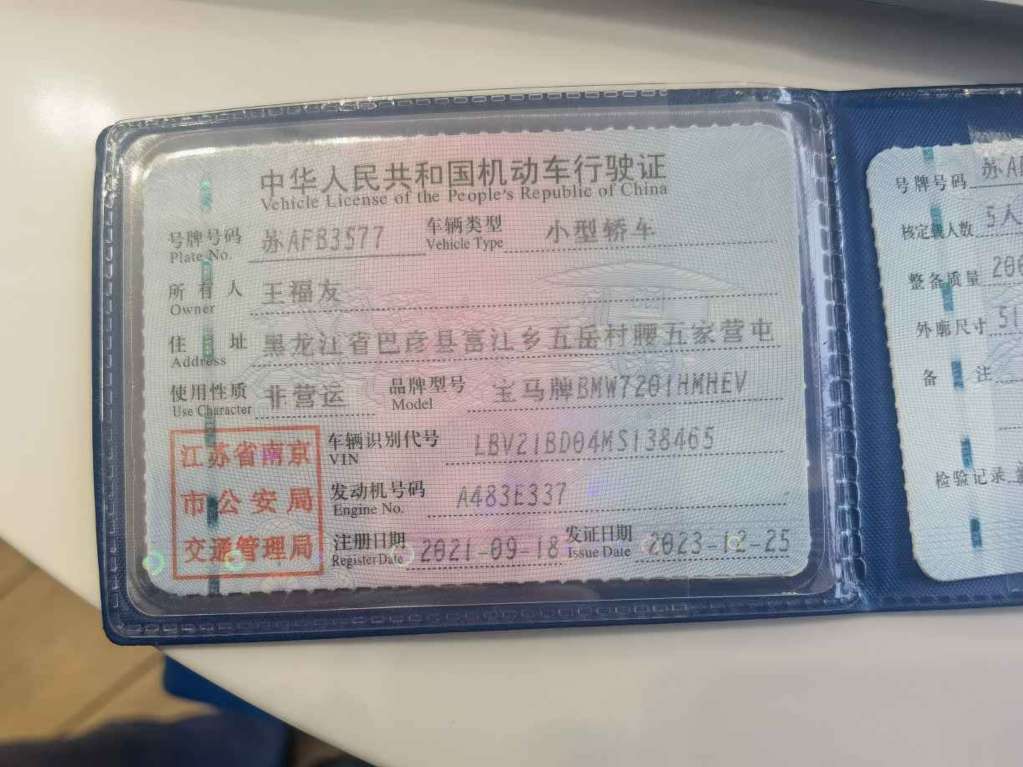 中华人民共和国机动车行驶证
Vehicle License of the People's Republic of China
号牌号码 苏AFB3577 车辆类型 小型轿车
Plate No. Vehicle Type
所有人 王福友
Owner
住址 黑龙江省巴彦县富江乡五岳村腰五家营屯
Address
使用性质 非营运 品牌型号 宝马牌BMW7201HMHEV
Use Character Model
江苏省南京
市公安局
交通管理局
车辆识别代号 LBV21BD04MS138465
VIN
发动机号码 A483E337
Engine No.
注册日期 2021-09-18 发证日期 2023-12-25
Register Date Issue Date
号牌号码 苏A
核定载人数 5人
整备质量 200
外廓尺寸 51
备注
检验记录